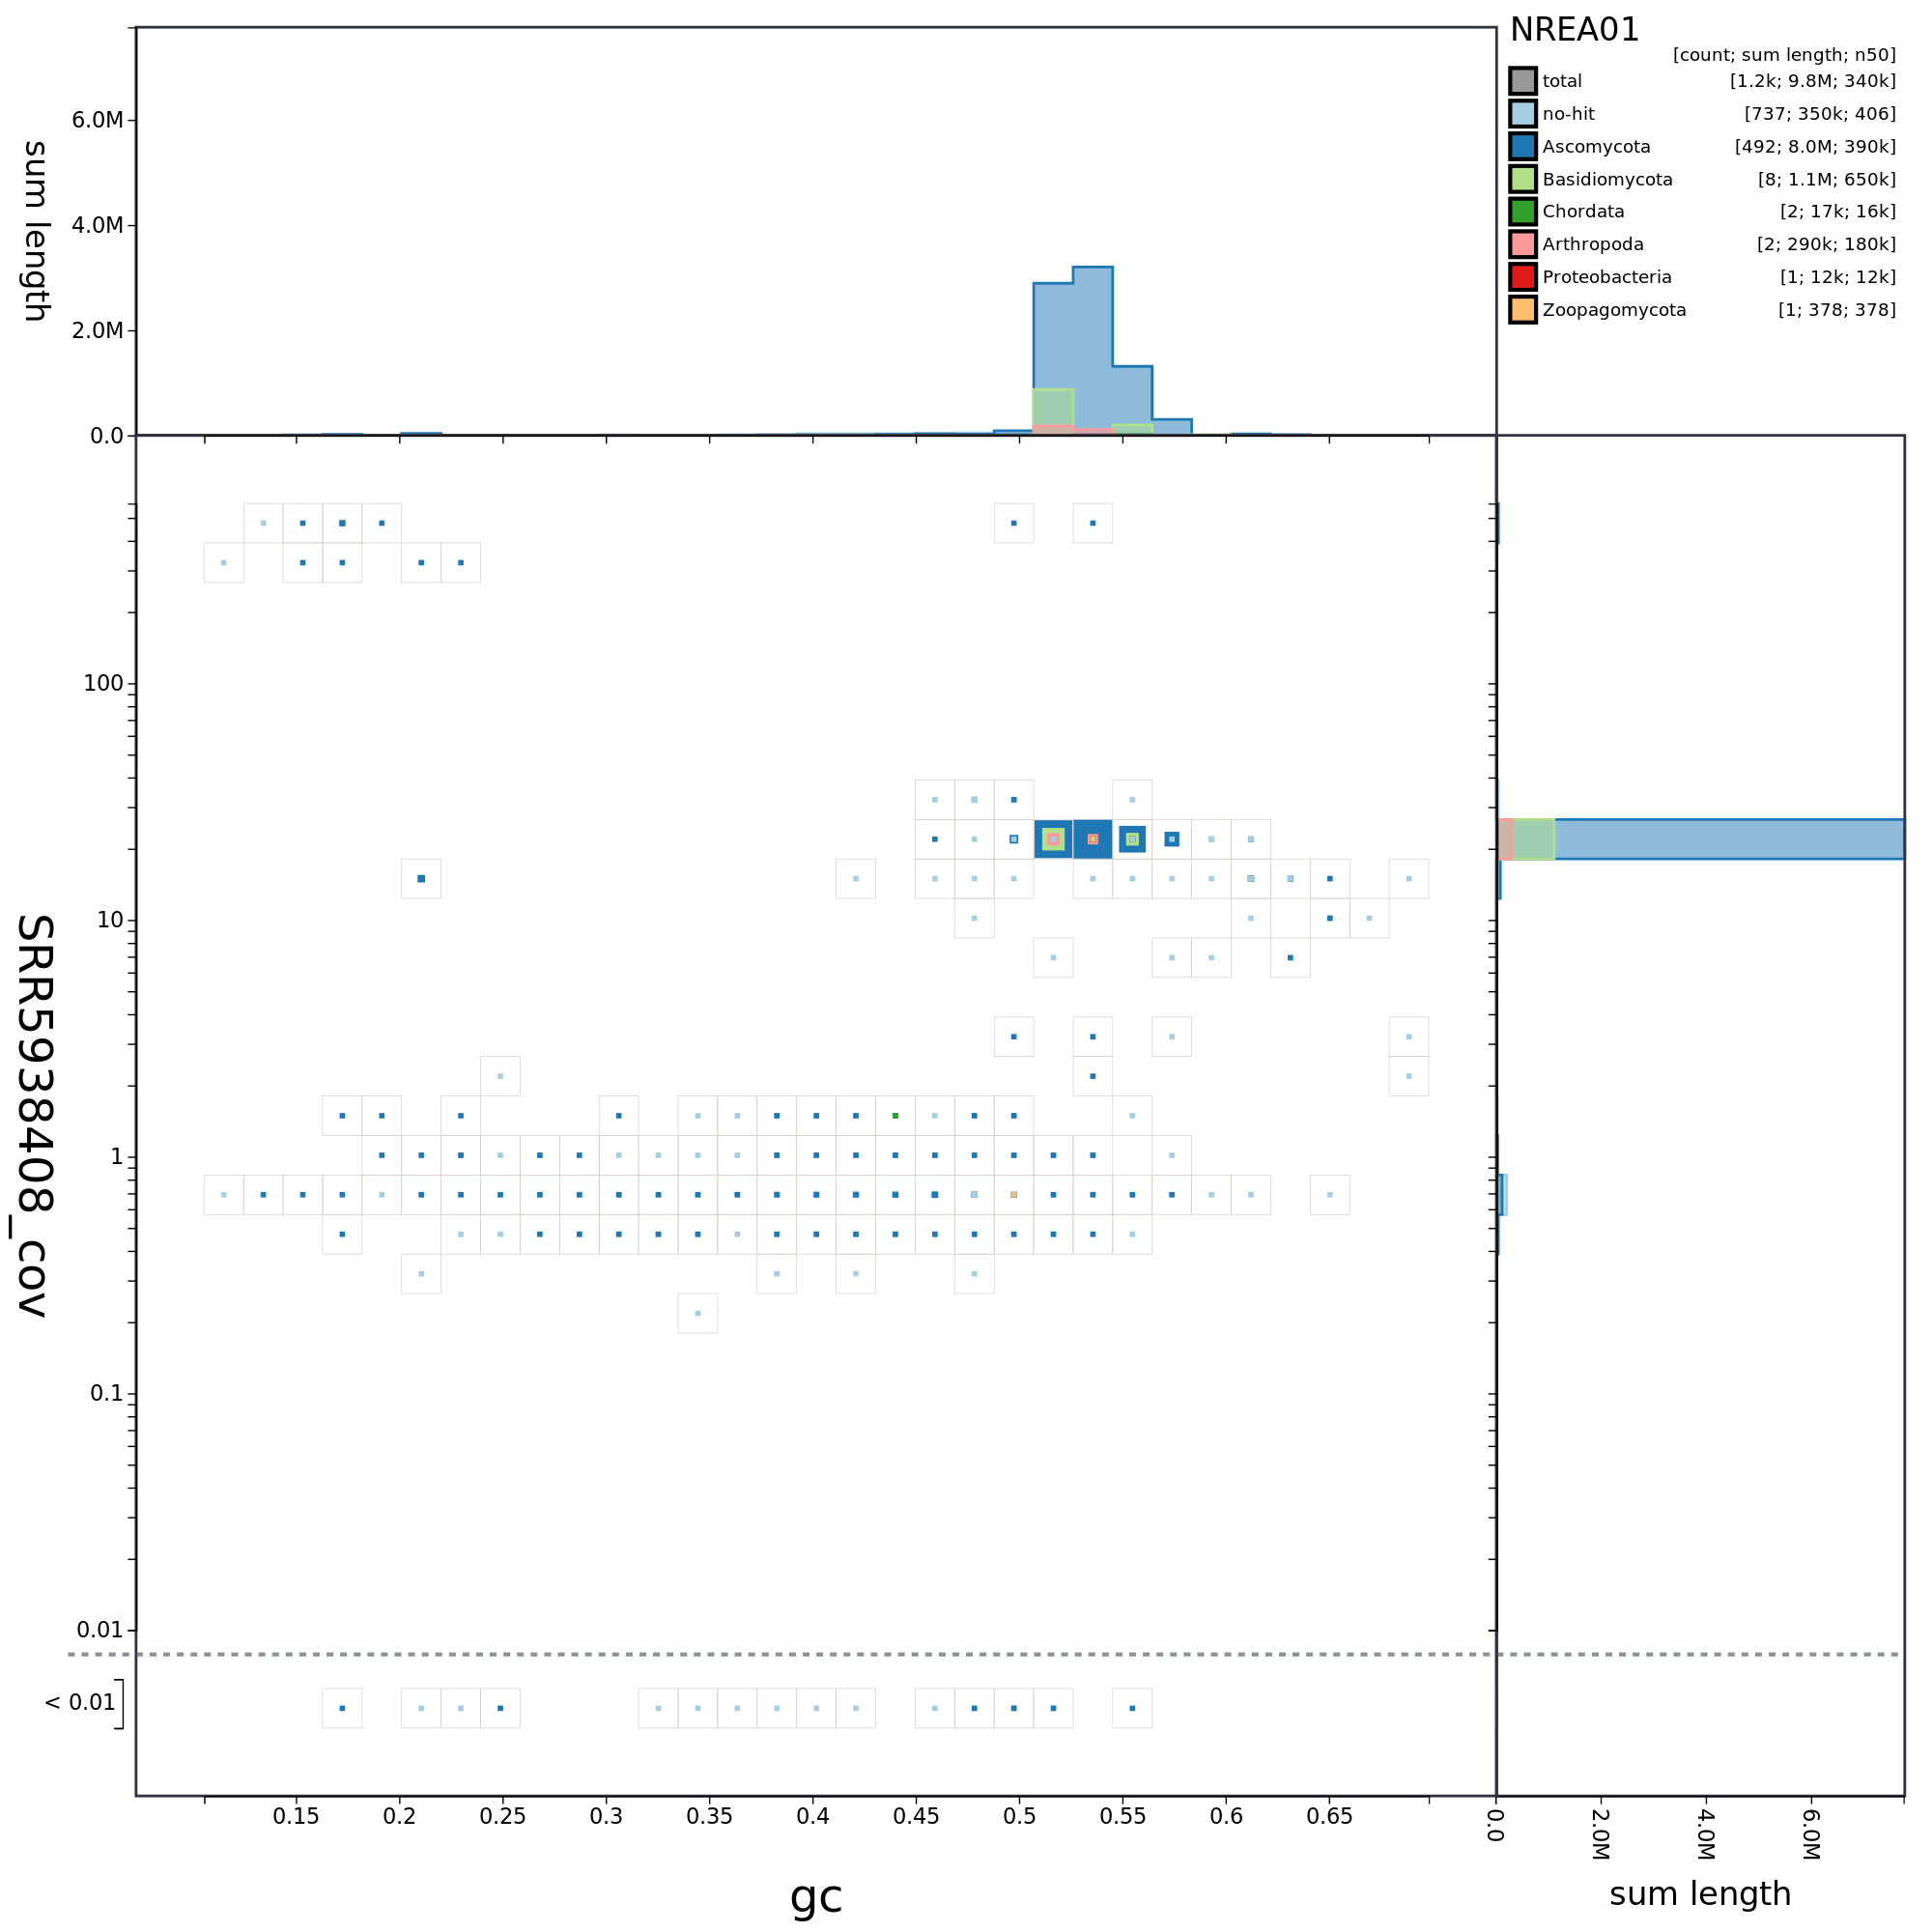 NREA01
[count; sum length; n50]
total [1.2k; 9.8M; 340k]
no-hit [737; 350k; 406]
Ascomycota [492; 8.0M; 390k]
Basidiomycota [8; 1.1M; 650k]
Chordata [2; 17k; 16k]
Arthropoda [2; 290k; 180k]
Proteobacteria [1; 12k; 12k]
Zoopagomycota [1; 378; 378]
sum length
6.0M
4.0M
2.0M
0.0
SRR5938408_cov
100
10
1
0.1
0.01
< 0.01
0.15 0.2 0.25 0.3 0.35 0.4 0.45 0.5 0.55 0.6 0.65
gc
0.0 2.0M 4.0M 6.0M
sum length